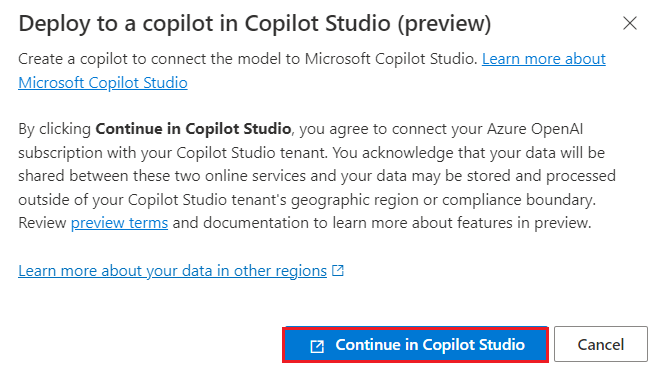 Deploy to a copilot in Copilot Studio (preview)
Create a copilot to connect the model to Microsoft Copilot Studio. Learn more about
Microsoft Copilot Studio
By clicking Continue in Copilot Studio, you agree to connect your Azure OpenAI
subscription with your Copilot Studio tenant. You acknowledge that your data will be
shared between these two online services and your data may be stored and processed
outside of your Copilot Studio tenant's geographic region or compliance boundary.
Review preview terms and documentation to learn more about features in preview.
Learn more about your data in other regions
Continue in Copilot Studio
Cancel